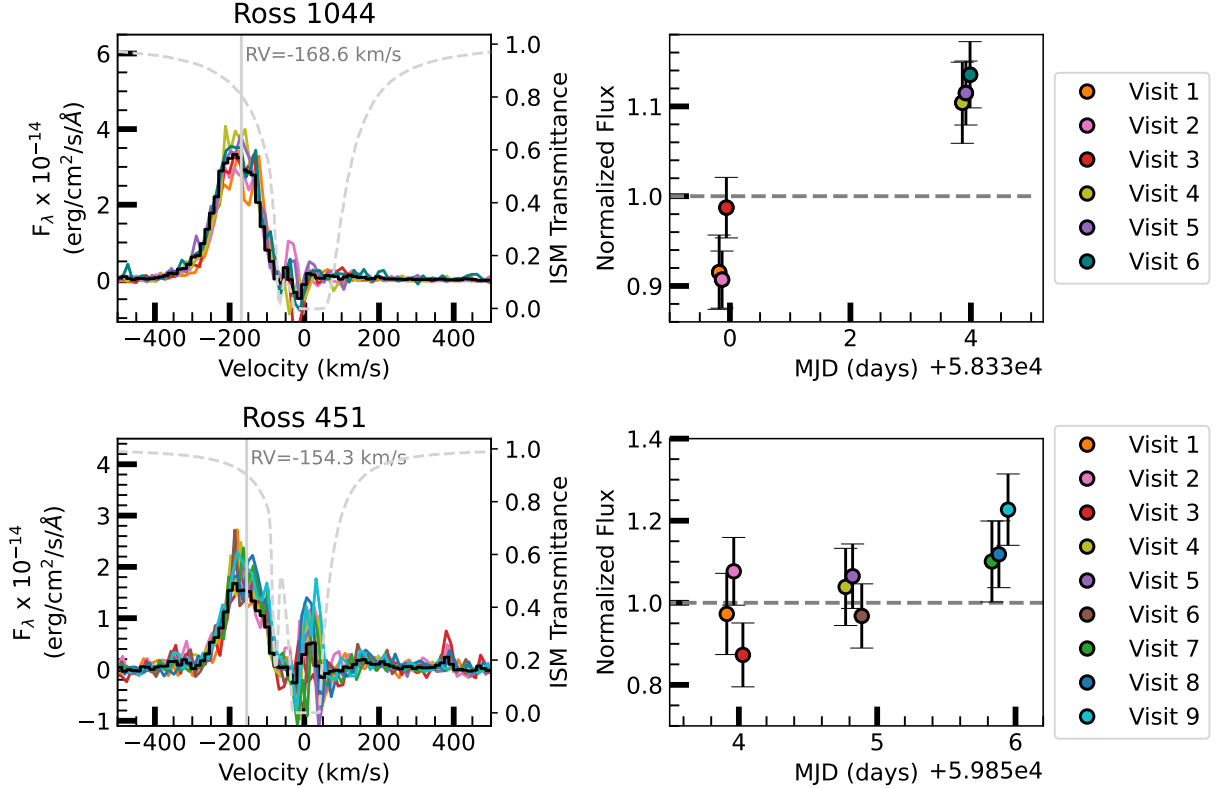 Ross 1044
RV=-168.6 km/s
F_λ x 10⁻¹⁴
(erg/cm²/s/Å)
6
4
2
0
1.0
0.8
0.6
0.4
0.2
0.0
ISM Transmittance
−400 −200 0 200 400
Velocity (km/s)
Normalized Flux
1.1
1.0
0.9
0 2 4
MJD (days) +5.833e4
Visit 1
Visit 2
Visit 3
Visit 4
Visit 5
Visit 6
Ross 451
RV=-154.3 km/s
F_λ x 10⁻¹⁴
(erg/cm²/s/Å)
4
3
2
1
0
−1
1.0
0.8
0.6
0.4
0.2
0.0
ISM Transmittance
−400 −200 0 200 400
Velocity (km/s)
Normalized Flux
1.4
1.2
1.0
0.8
4 5 6
MJD (days) +5.985e4
Visit 1
Visit 2
Visit 3
Visit 4
Visit 5
Visit 6
Visit 7
Visit 8
Visit 9